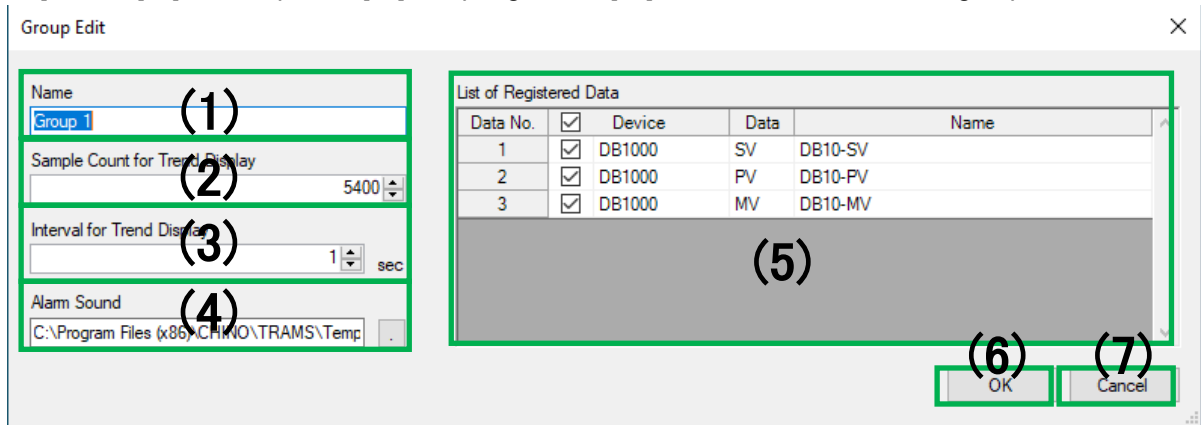 Group Edit
Name
(1)
Group 1
Sample Count for Trend Display
(2)
5400
Interval for Trend Display
(3)
1
sec
Alarm Sound
(4)
C:\Program Files (x86)\CHINO\TRAMS\Temp
.
List of Registered Data
Data No. Device Data Name
1 DB1000 SV DB10-SV
2 DB1000 PV DB10-PV
3 DB1000 MV DB10-MV
(5)
(6)
OK
(7)
Cancel